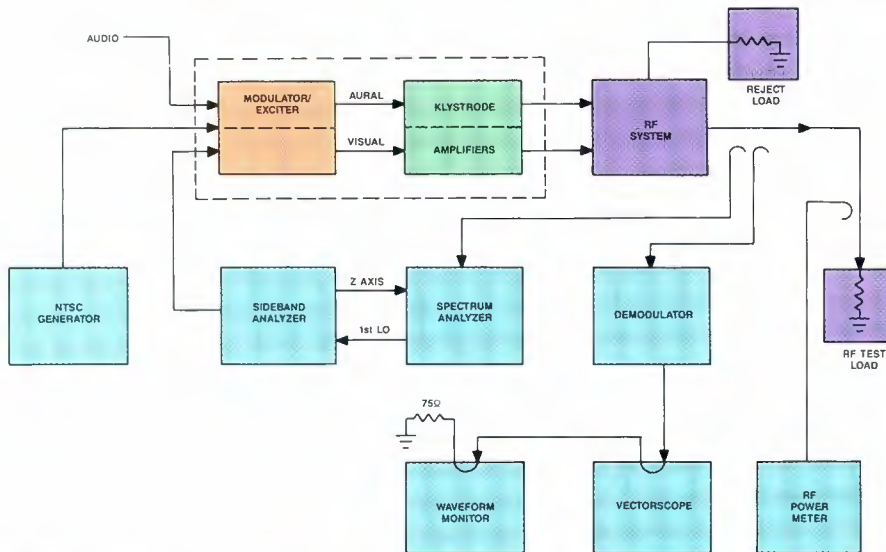 AUDIO
MODULATOR/
EXCITER
AURAL
VISUAL
KLYSTRODE
AMPLIFIERS
RF
SYSTEM
REJECT
LOAD
NTSC
GENERATOR
SIDEBAND
ANALYZER
Z AXIS
1st LO
SPECTRUM
ANALYZER
DEMODULATOR
RF TEST
LOAD
75Ω
WAVEFORM
MONITOR
VECTORSCOPE
RF
POWER
METER